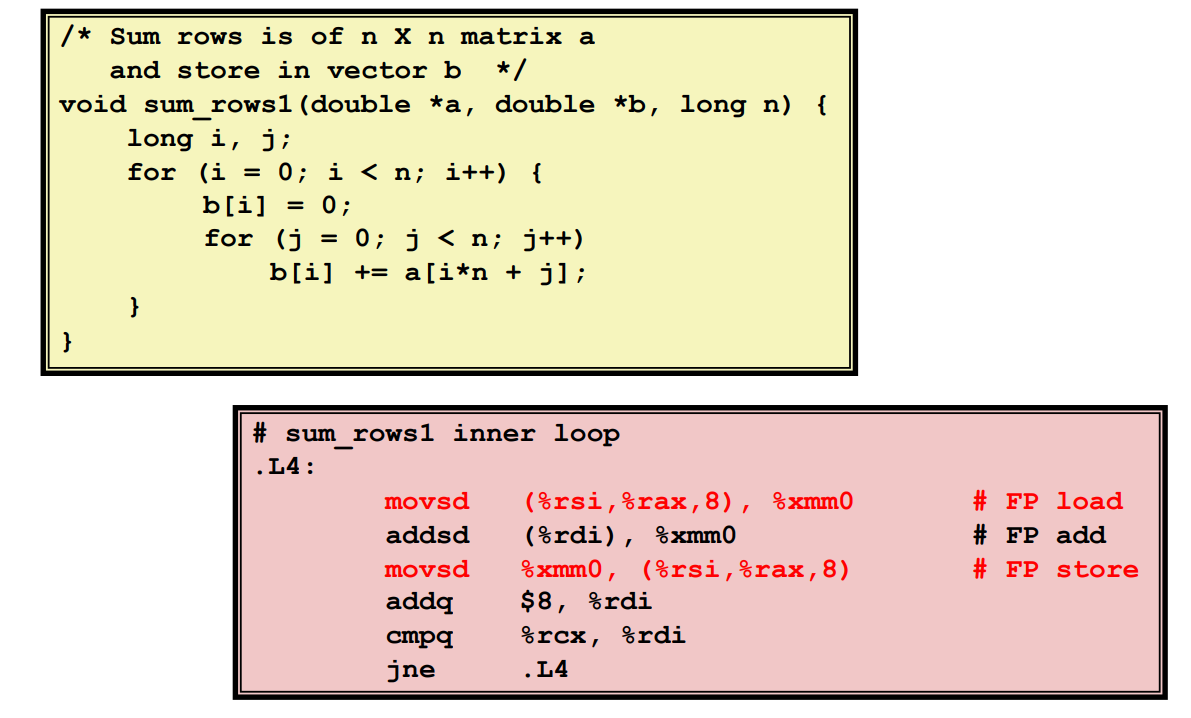 /* Sum rows is of n X n matrix a
   and store in vector b  */
void sum_rows1(double *a, double *b, long n) {
    long i, j;
    for (i = 0; i < n; i++) {
        b[i] = 0;
        for (j = 0; j < n; j++)
            b[i] += a[i*n + j];
    }
}
# sum_rows1 inner loop
.L4:
        movsd   (%rsi,%rax,8), %xmm0       # FP load
        addsd   (%rdi), %xmm0              # FP add
        movsd   %xmm0, (%rsi,%rax,8)       # FP store
        addq    $8, %rdi
        cmpq    %rcx, %rdi
        jne     .L4